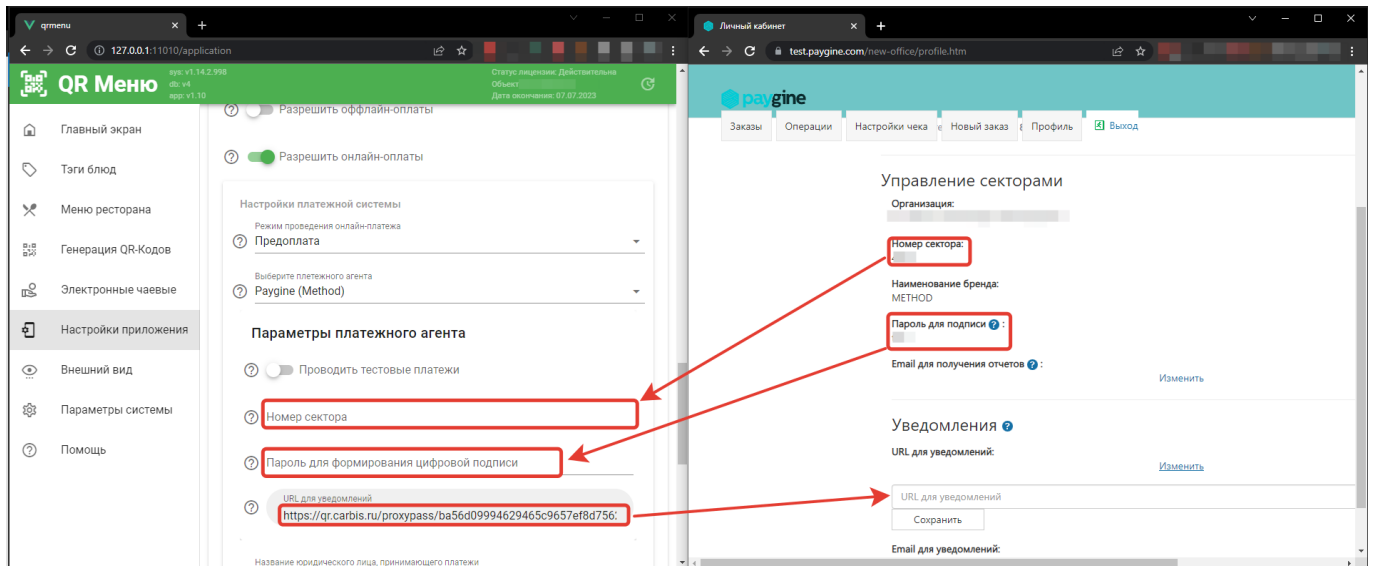 qrmenu
127.0.0.1:11010/application
QR Меню
sys: v1.14.2.998
db: v4
app: v1.10
Статус лицензии: Действительна
Объект
Дата окончания: 07.07.2023
Главный экран
Тэги блюд
Меню ресторана
Генерация QR-Кодов
Электронные чаевые
Настройки приложения
Внешний вид
Параметры системы
Помощь
Разрешить оффлайн-оплаты
Разрешить онлайн-оплаты
Настройки платежной системы
Режим проведения онлайн-платежа
Предоплата
Выберите плетежного агента
Paygine (Method)
Параметры платежного агента
Проводить тестовые платежи
Номер сектора
Пароль для формирования цифровой подписи
URL для уведомлений
https://qr.carbis.ru/proxypass/ba56d09994629465c9657ef8d756
Название юридического лица, принимающего платежи
Личный кабинет
test.paygine.com/new-office/profile.htm
paygine
Заказы
Операции
Настройки чека
Новый заказ
Профиль
Выход
Управление секторами
Организация:
Номер сектора:
Наименование бренда:
METHOD
Пароль для подписи ? :
Email для получения отчетов ? :
Изменить
Уведомления ?
URL для уведомлений:
Изменить
URL для уведомлений
Сохранить
Email для уведомлений: